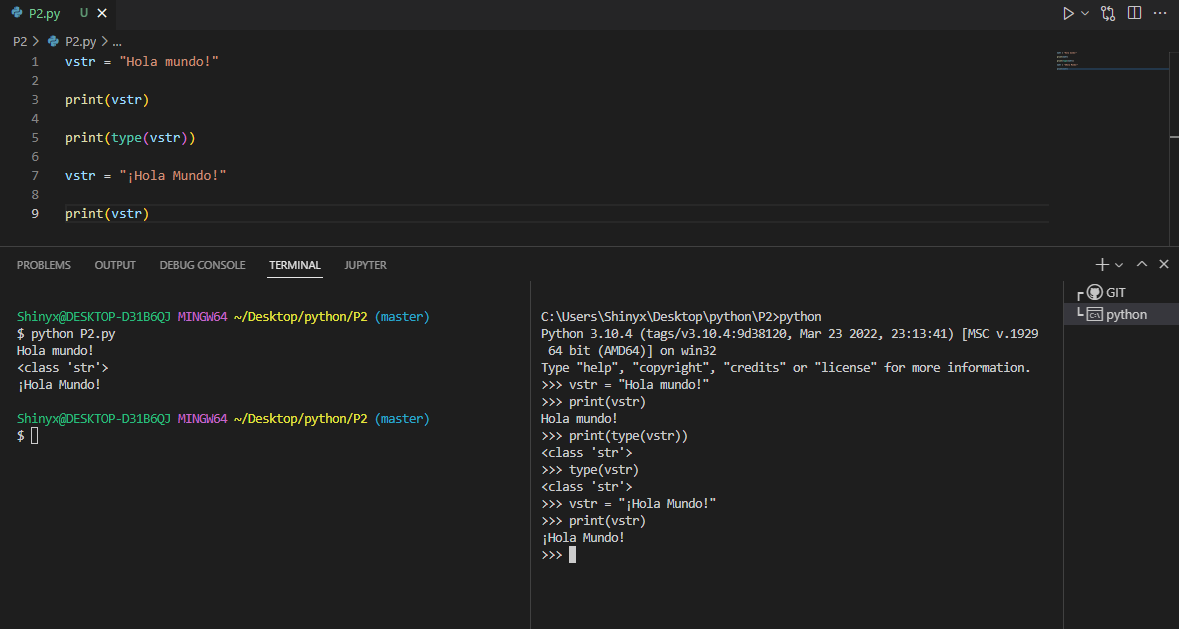 P2.py U
P2 > P2.py > ...
1 vstr = "Hola mundo!"
2
3 print(vstr)
4
5 print(type(vstr))
6
7 vstr = "¡Hola Mundo!"
8
9 print(vstr)
PROBLEMS OUTPUT DEBUG CONSOLE TERMINAL JUPYTER
Shinyx@DESKTOP-D31B6QJ MINGW64 ~/Desktop/python/P2 (master)
$ python P2.py
Hola mundo!
<class 'str'>
¡Hola Mundo!
Shinyx@DESKTOP-D31B6QJ MINGW64 ~/Desktop/python/P2 (master)
$
C:\Users\Shinyx\Desktop\python\P2>python
Python 3.10.4 (tags/v3.10.4:9d38120, Mar 23 2022, 23:13:41) [MSC v.1929
64 bit (AMD64)] on win32
Type "help", "copyright", "credits" or "license" for more information.
>>> vstr = "Hola mundo!"
>>> print(vstr)
Hola mundo!
>>> print(type(vstr))
<class 'str'>
>>> type(vstr)
<class 'str'>
>>> vstr = "¡Hola Mundo!"
>>> print(vstr)
¡Hola Mundo!
>>>
GIT
python